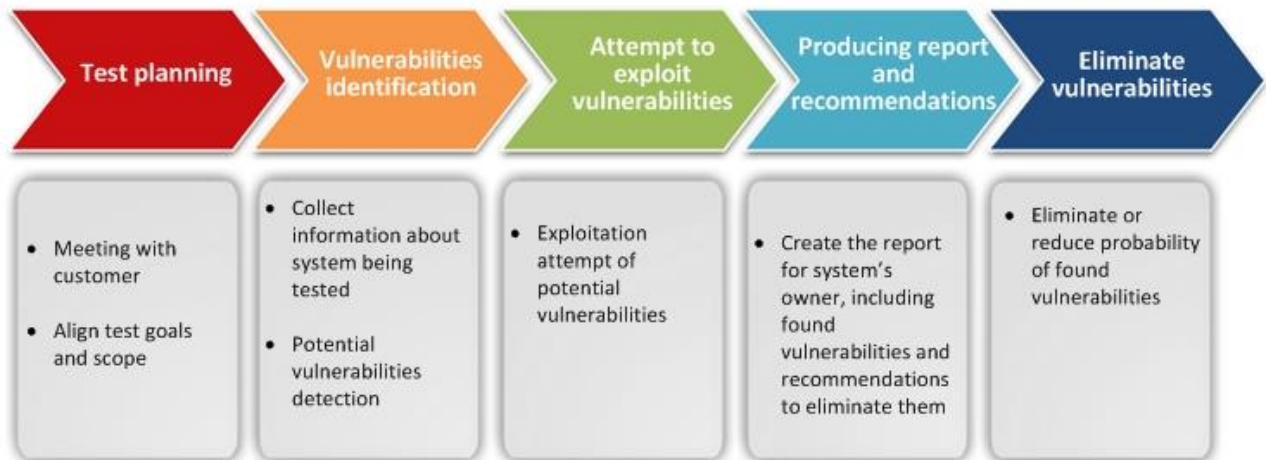 Test planning
Vulnerabilities
identification
Attempt to
exploit
vulnerabilities
Producing report
and
recommendations
Eliminate
vulnerabilities
• Meeting with
customer
• Align test goals
and scope
• Collect
information about
system being
tested
• Potential
vulnerabilities
detection
• Exploitation
attempt of
potential
vulnerabilities
• Create the report
for system's
owner, including
found
vulnerabilities and
recommendations
to eliminate them
• Eliminate or
reduce probability
of found
vulnerabilities